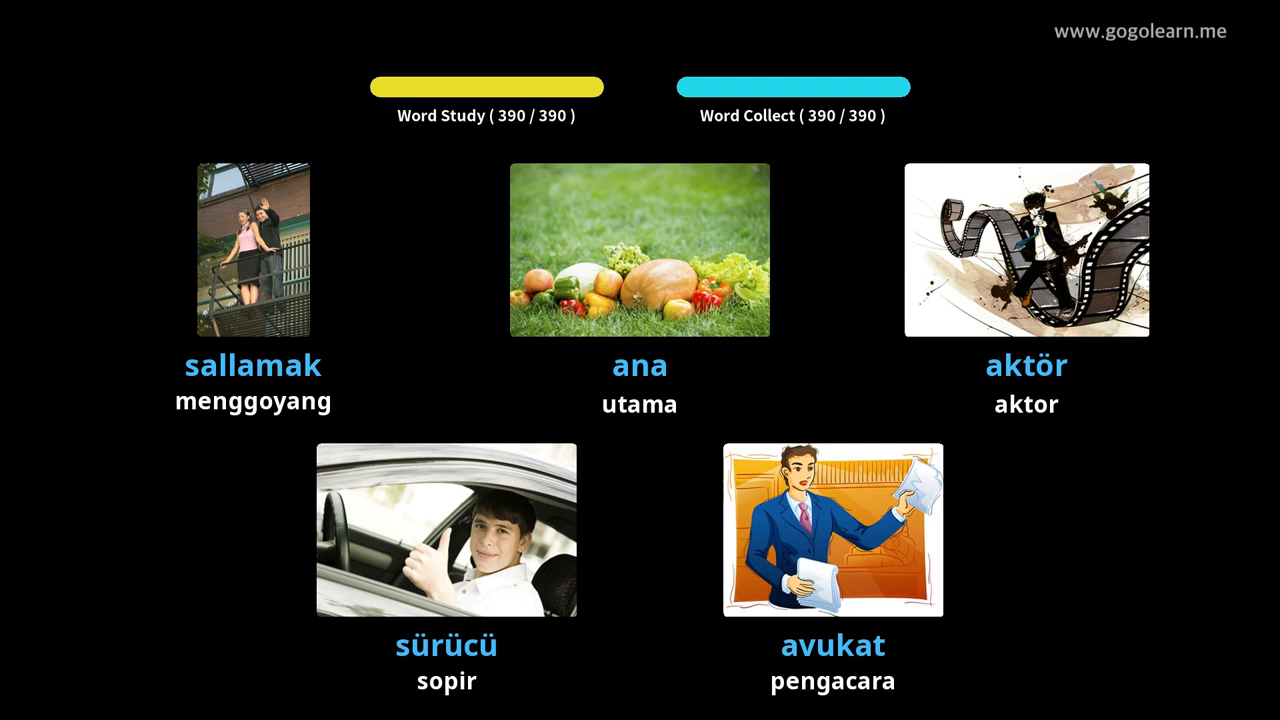 www.gogolearn.me
Word Study ( 390 / 390 )
Word Collect ( 390 / 390 )
sallamak
menggoyang
ana
utama
aktör
aktor
sürücü
sopir
avukat
pengacara